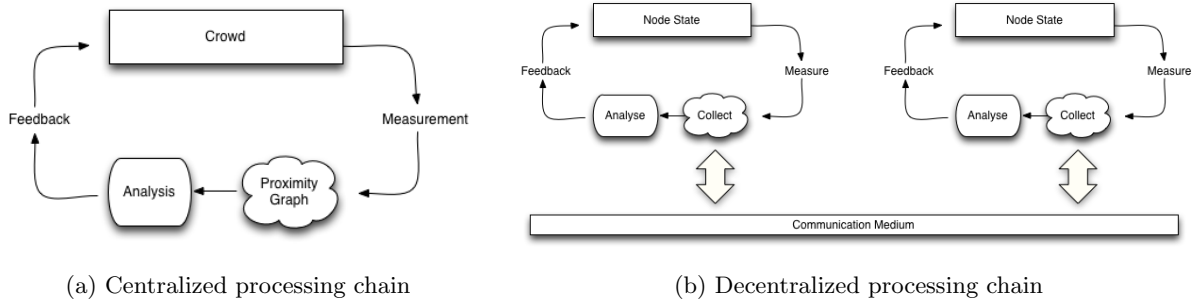 Crowd
Feedback
Measurement
Analysis
Proximity
Graph
(a) Centralized processing chain
Node State
Feedback
Measure
Analyse
Collect
Node State
Feedback
Measure
Analyse
Collect
Communication Medium
(b) Decentralized processing chain